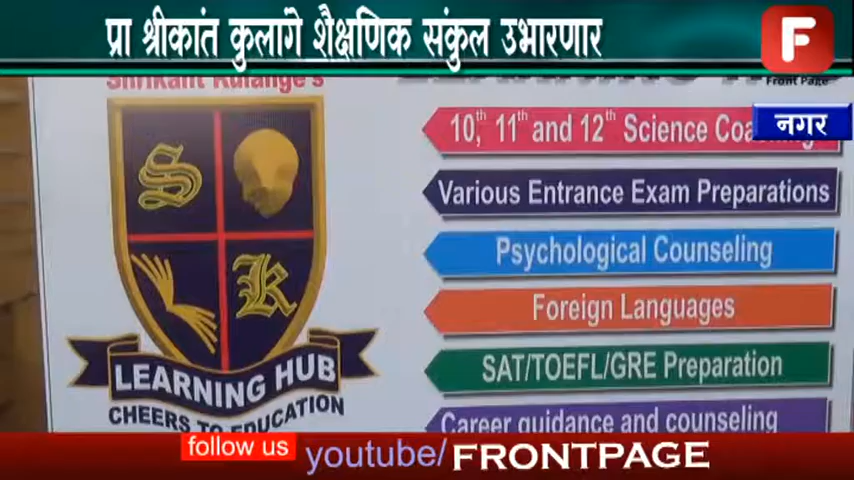 प्रा श्रीकांत कुलांगे शैक्षणिक संकुल उभारणार
F
Front Page
नगर
Shrikant Kulange's
S
K
LEARNING HUB
CHEERS TO EDUCATION
10th, 11th and 12th Science
Various Entrance Exam Preparations
Psychological Counseling
Foreign Languages
SAT/TOEFL/GRE Preparation
Career guidance and counseling
follow us
youtube/ FRONTPAGE